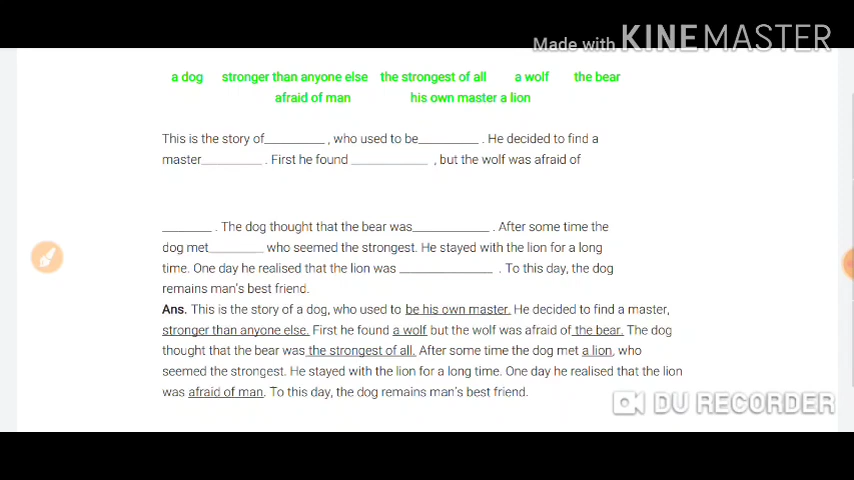 Made with KINEMASTER
a dog stronger than anyone else the strongest of all a wolf the bear
afraid of man his own master a lion
This is the story of_________, who used to be_________. He decided to find a
master_________. First he found ___________, but the wolf was afraid of
________. The dog thought that the bear was____________. After some time the
dog met________ who seemed the strongest. He stayed with the lion for a long
time. One day he realised that the lion was ______________. To this day, the dog
remains man's best friend.
Ans. This is the story of a dog, who used to be his own master. He decided to find a master,
stronger than anyone else. First he found a wolf but the wolf was afraid of the bear. The dog
thought that the bear was the strongest of all. After some time the dog met a lion, who
seemed the strongest. He stayed with the lion for a long time. One day he realised that the lion
was afraid of man. To this day, the dog remains man's best friend.
DU RECORDER